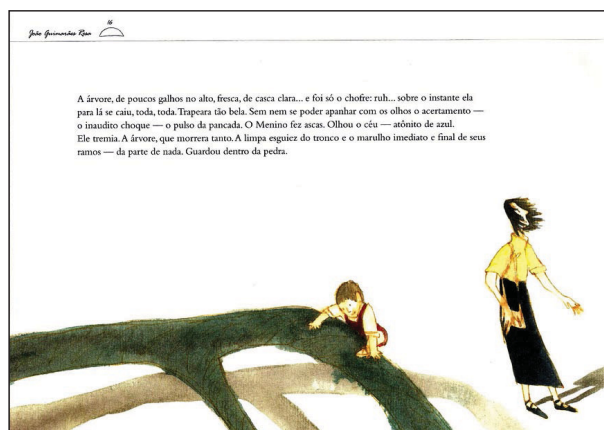 16
João Guimarães Rosa
A árvore, de poucos galhos no alto, fresca, de casca clara... e foi só o chofre: ruh... sobre o instante ela
para lá se caiu, toda, toda. Trapeara tão bela. Sem nem se poder apanhar com os olhos o acertamento —
o inaudito choque — o pulso da pancada. O Menino fez ascas. Olhou o céu — atônito de azul.
Ele tremia. A árvore, que morrera tanto. A limpa esguiez do tronco e o marulho imediato e final de seus
ramos — da parte de nada. Guardou dentro da pedra.